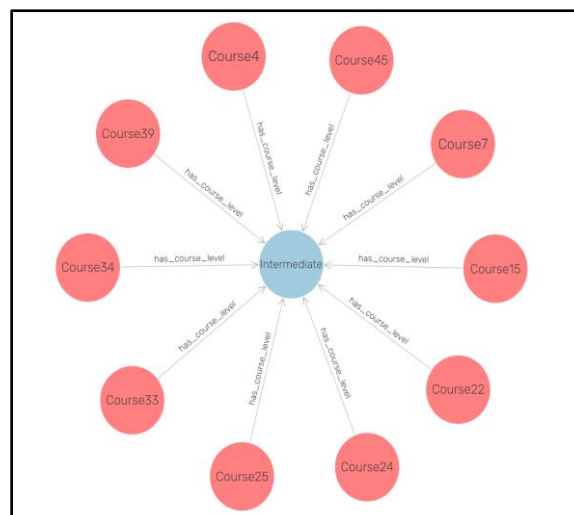 Course4
Course45
has_course_level
has_course_level
Course39
Course7
has_course_level
has_course_level
Course34
has_course_level
Intermediate
has_course_level
Course15
has_course_level
has_course_level
Course33
Course22
has_course_level
has_course_level
Course25
Course24